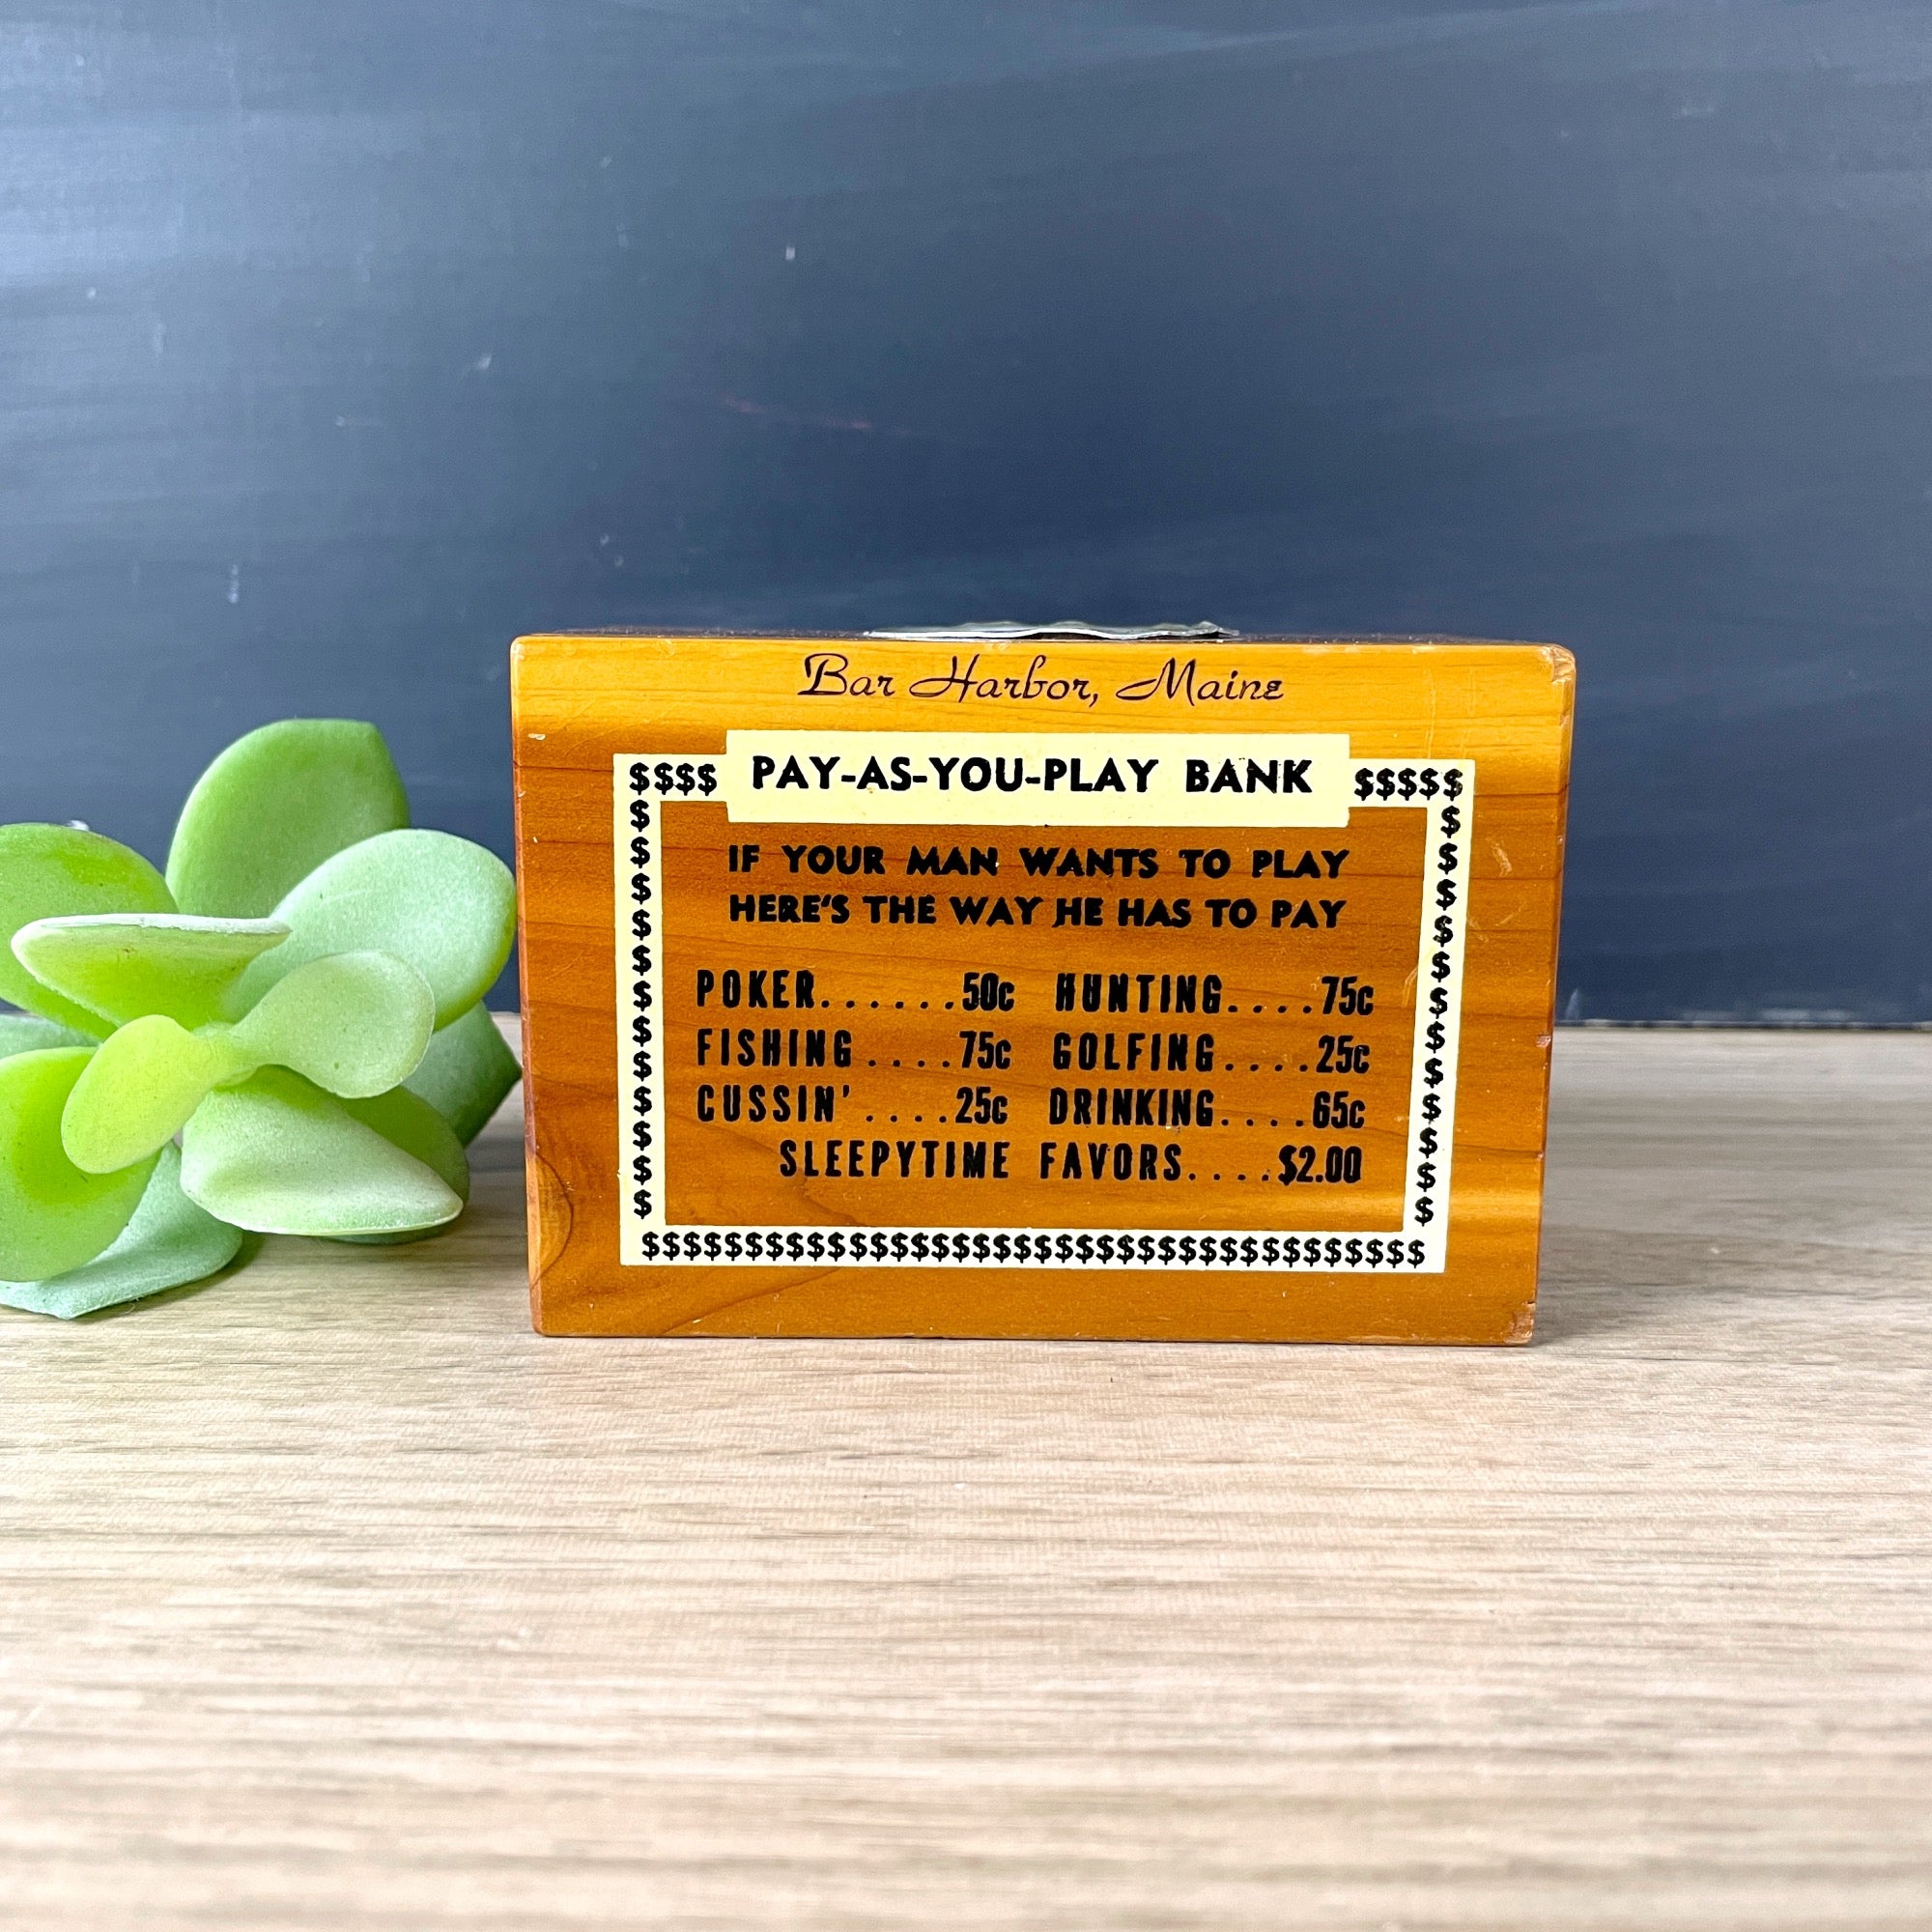 Bar Harbor, Maine
$$$$ PAY-AS-YOU-PLAY BANK $$$$$
IF YOUR MAN WANTS TO PLAY
HERE'S THE WAY HE HAS TO PAY
POKER......50c HUNTING....75c
FISHING....75c GOLFING....25c
CUSSIN'....25c DRINKING....65c
SLEEPYTIME FAVORS....$2.00
$$$$$$$$$$$$$$$$$$$$$$$$$$$$$$$$$$$$$$